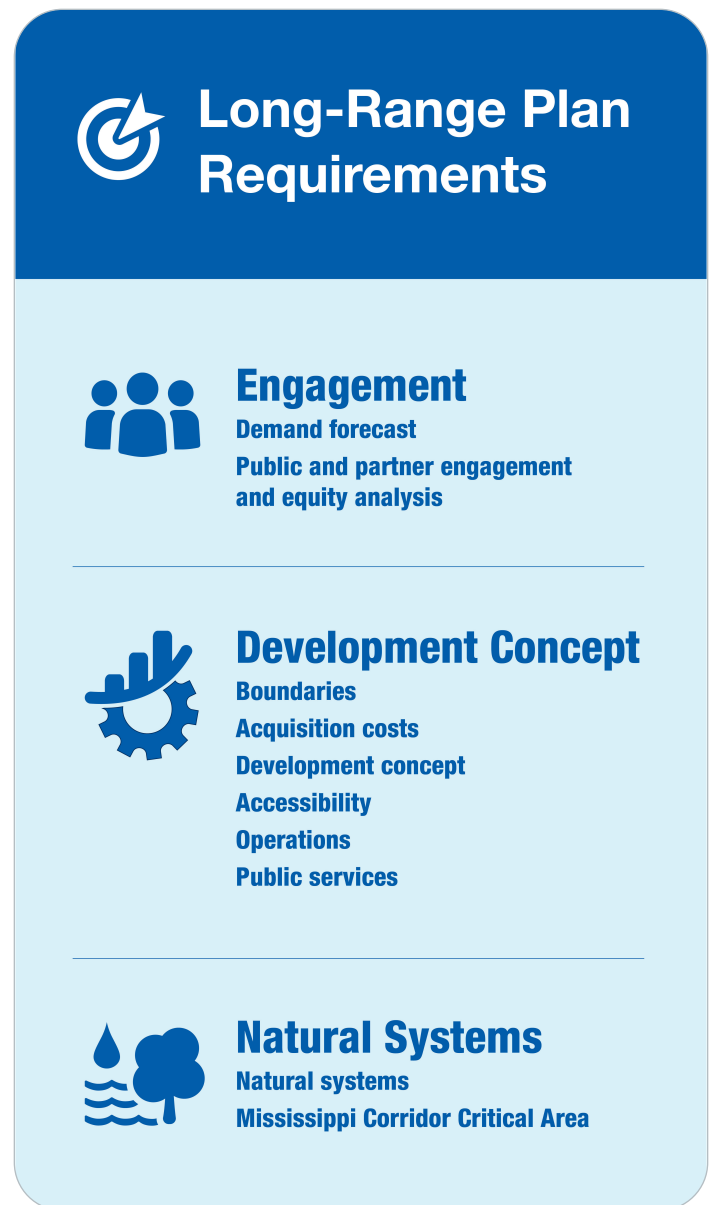 Long-Range Plan
Requirements
Engagement
Demand forecast
Public and partner engagement
and equity analysis
Development Concept
Boundaries
Acquisition costs
Development concept
Accessibility
Operations
Public services
Natural Systems
Natural systems
Mississippi Corridor Critical Area